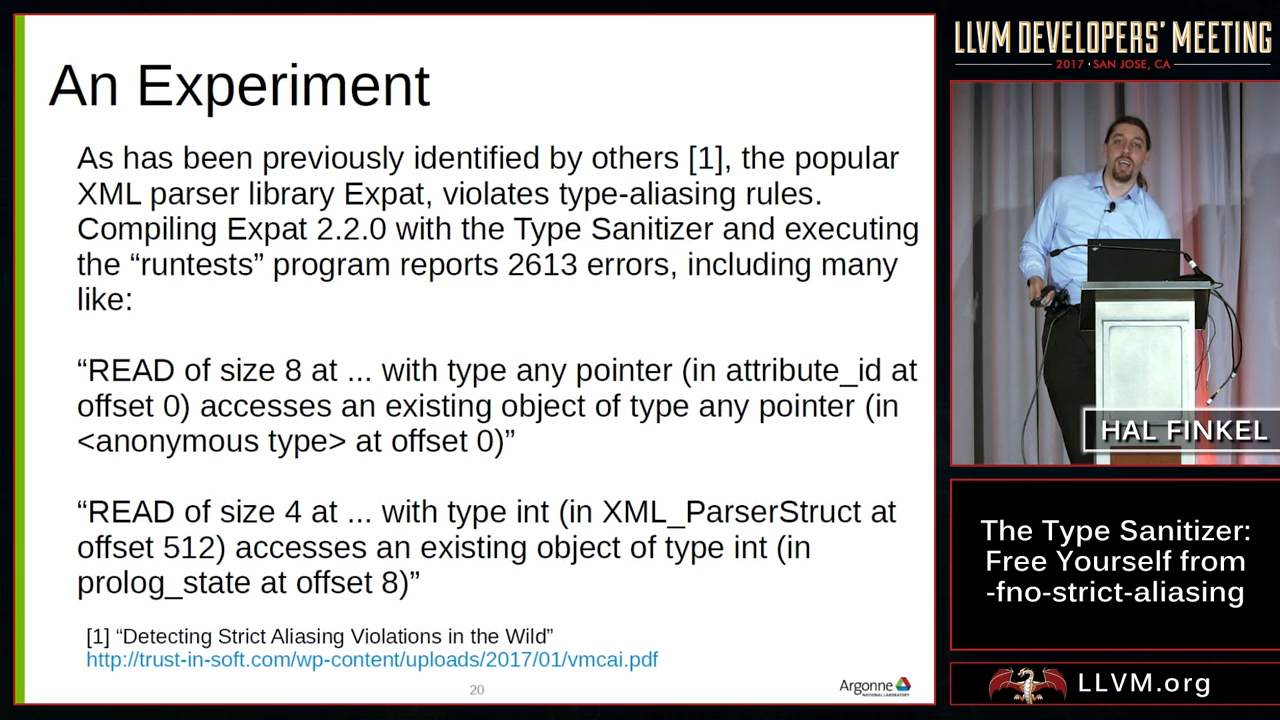 An Experiment
As has been previously identified by others [1], the popular
XML parser library Expat, violates type-aliasing rules.
Compiling Expat 2.2.0 with the Type Sanitizer and executing
the “runtests” program reports 2613 errors, including many
like:
“READ of size 8 at ... with type any pointer (in attribute_id at
offset 0) accesses an existing object of type any pointer (in
<anonymous type> at offset 0)”
“READ of size 4 at ... with type int (in XML_ParserStruct at
offset 512) accesses an existing object of type int (in
prolog_state at offset 8)”
[1] “Detecting Strict Aliasing Violations in the Wild”
http://trust-in-soft.com/wp-content/uploads/2017/01/vmcai.pdf
20
Argonne
NATIONAL LABORATORY
LLVM DEVELOPERS' MEETING
2017 · SAN JOSE, CA
HAL FINKEL
The Type Sanitizer:
Free Yourself from
-fno-strict-aliasing
LLVM.org